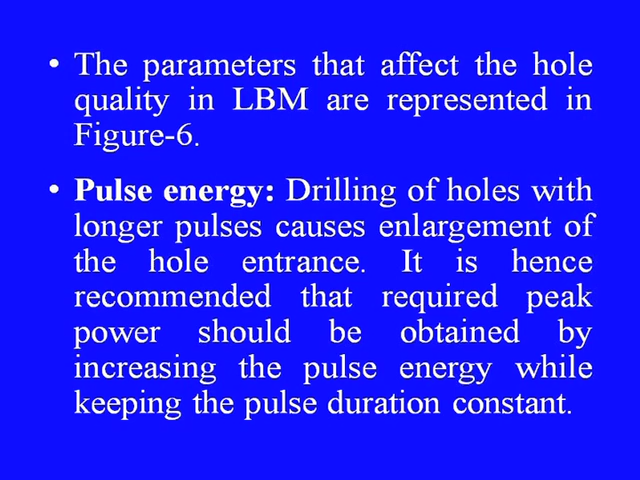 • The parameters that affect the hole
quality in LBM are represented in
Figure-6.
• Pulse energy: Drilling of holes with
longer pulses causes enlargement of
the hole entrance. It is hence
recommended that required peak
power should be obtained by
increasing the pulse energy while
keeping the pulse duration constant.